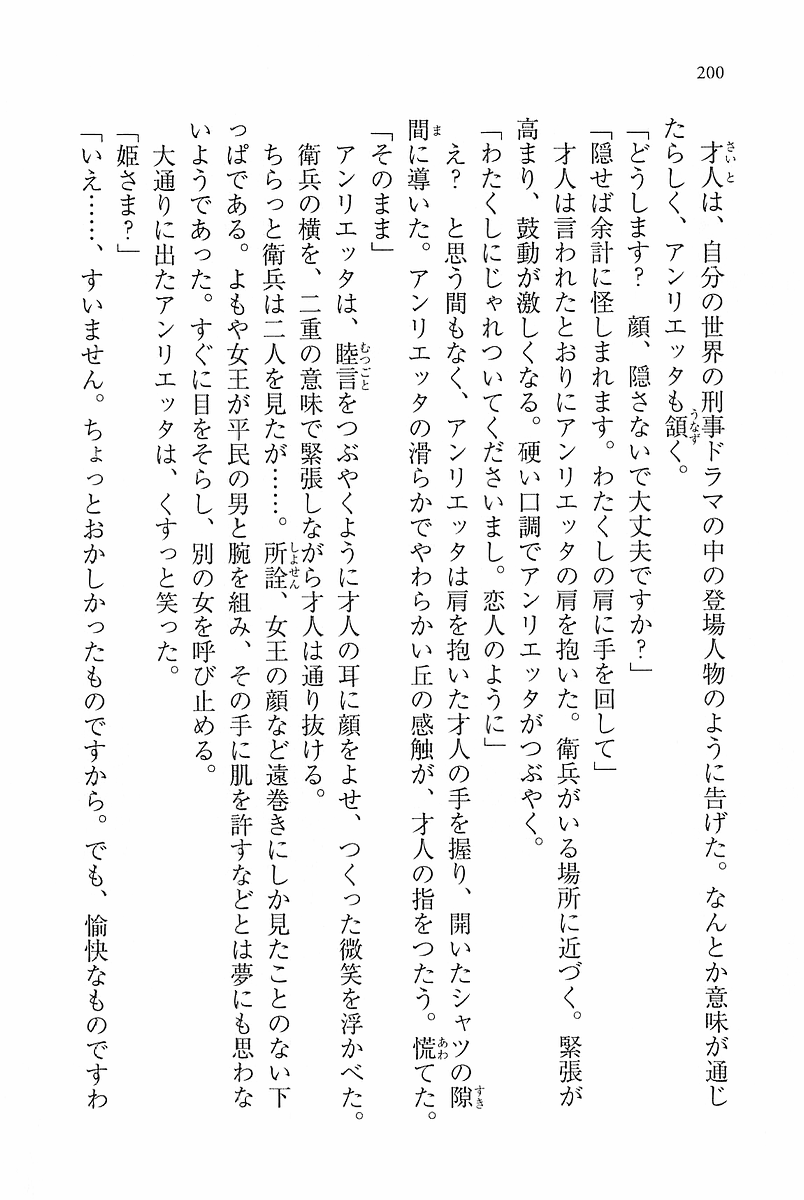 200
才人は、自分の世界の刑事ドラマの中の登場人物のように告げた。なんとか意味が通じ
たらしく、アンリエッタも頷く。
「どうします？　顔、隠さないで大丈夫ですか？」
「隠せば余計に怪しまれます。わたくしの肩に手を回して」
才人は言われたとおりにアンリエッタの肩を抱いた。衛兵がいる場所に近づく。緊張が
高まり、鼓動が激しくなる。硬い口調でアンリエッタがつぶやく。
「わたくしにじゃれついてくださいまし。恋人のように」
え？　と思う間もなく、アンリエッタは肩を抱いた才人の手を握り、開いたシャツの隙
間に導いた。アンリエッタの滑らかでやわらかい丘の感触が、才人の指をつたう。慌てた。
「そのまま」
アンリエッタは、睦言をつぶやくように才人の耳に顔をよせ、つくった微笑を浮かべた。
衛兵の横を、二重の意味で緊張しながら才人は通り抜ける。
ちらっと衛兵は二人を見たが……。所詮、女王の顔など遠巻きにしか見たことのない下
っぱである。よもや女王が平民の男と腕を組み、その手に肌を許すなどとは夢にも思わな
いようであった。すぐに目をそらし、別の女を呼び止める。
大通りに出たアンリエッタは、くすっと笑った。
「姫さま？」
「いえ……、すいません。ちょっとおかしかったものですから。でも、愉快なものですわ